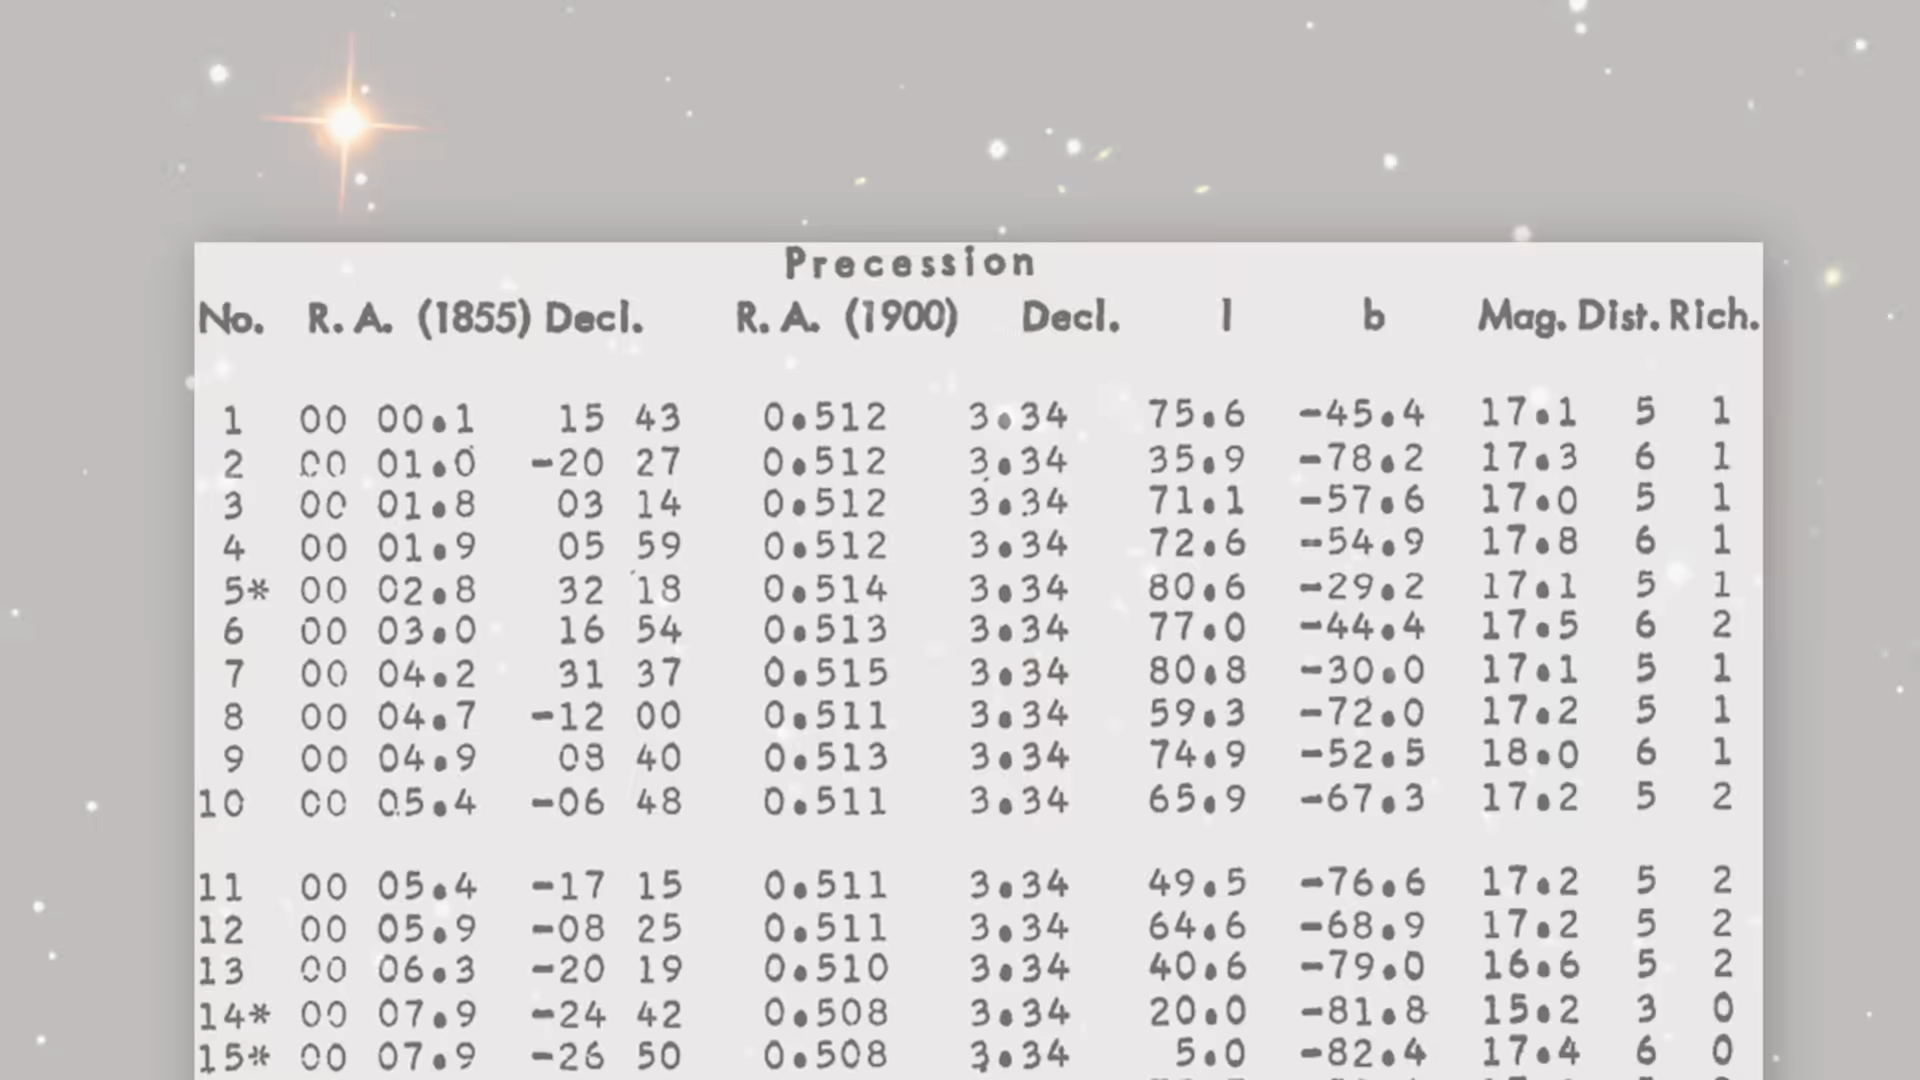 Precession
No. R. A. (1855) Decl. R. A. (1900) Decl. l b Mag. Dist. Rich.
1 00 00.1 15 43 0.512 3.34 75.6 -45.4 17.1 5 1
2 00 01.0 -20 27 0.512 3.34 35.9 -78.2 17.3 6 1
3 00 01.8 03 14 0.512 3.34 71.1 -57.6 17.0 5 1
4 00 01.9 05 59 0.512 3.34 72.6 -54.9 17.8 6 1
5* 00 02.8 32 18 0.514 3.34 80.6 -29.2 17.1 5 1
6 00 03.0 16 54 0.513 3.34 77.0 -44.4 17.5 6 2
7 00 04.2 31 37 0.515 3.34 80.8 -30.0 17.1 5 1
8 00 04.7 -12 00 0.511 3.34 59.3 -72.0 17.2 5 1
9 00 04.9 08 40 0.513 3.34 74.9 -52.5 18.0 6 1
10 00 05.4 -06 48 0.511 3.34 65.9 -67.3 17.2 5 2
11 00 05.4 -17 15 0.511 3.34 49.5 -76.6 17.2 5 2
12 00 05.9 -08 25 0.511 3.34 64.6 -68.9 17.2 5 2
13 00 06.3 -20 19 0.510 3.34 40.6 -79.0 16.6 5 2
14* 00 07.9 -24 42 0.508 3.34 20.0 -81.8 15.2 3 0
15* 00 07.9 -26 50 0.508 3.34 5.0 -82.4 17.4 6 0